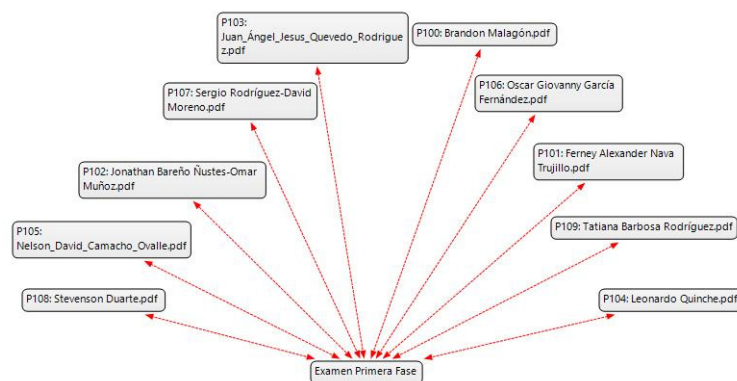 P103:
Juan_Ángel_Jesus_Quevedo_Rodrigue
z.pdf
P100: Brandon Malagón.pdf
P107: Sergio Rodríguez-David
Moreno.pdf
P106: Oscar Giovanny García
Fernández.pdf
P102: Jonathan Bareño Ñustes-Omar
Muñoz.pdf
P101: Ferney Alexander Nava
Trujillo.pdf
P105:
Nelson_David_Camacho_Ovalle.pdf
P109: Tatiana Barbosa Rodríguez.pdf
P108: Stevenson Duarte.pdf
P104: Leonardo Quinche.pdf
Examen Primera Fase